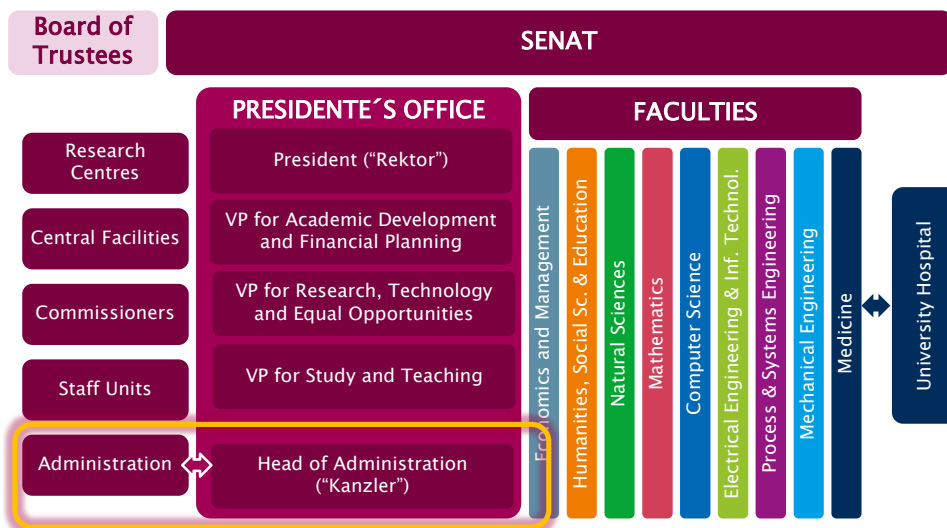 Board of
Trustees
SENAT
PRESIDENTE´S OFFICE
FACULTIES
Research
Centres
Central Facilities
Commissioners
Staff Units
Administration
President (“Rektor”)
VP for Academic Development
and Financial Planning
VP for Research, Technology
and Equal Opportunities
VP for Study and Teaching
Head of Administration
(“Kanzler”)
Economics and Management
Humanities, Social Sc. & Education
Natural Sciences
Mathematics
Computer Science
Electrical Engineering & Inf. Technol.
Process & Systems Engineering
Mechanical Engineering
Medicine
University Hospital